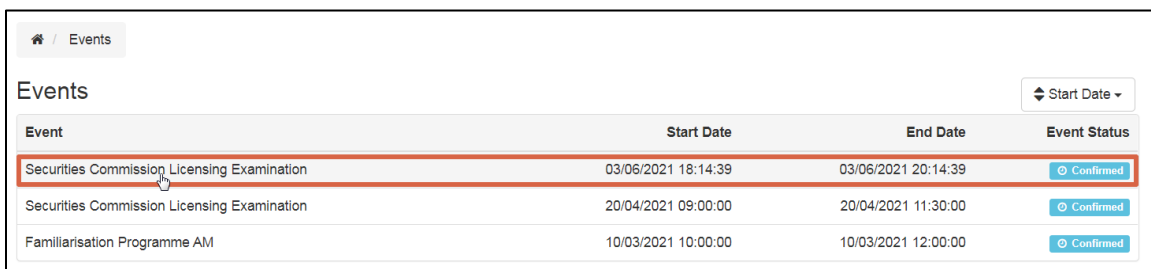 / Events
Events
Start Date
Event Start Date End Date Event Status
Securities Commission Licensing Examination 03/06/2021 18:14:39 03/06/2021 20:14:39 Confirmed
Securities Commission Licensing Examination 20/04/2021 09:00:00 20/04/2021 11:30:00 Confirmed
Familiarisation Programme AM 10/03/2021 10:00:00 10/03/2021 12:00:00 Confirmed